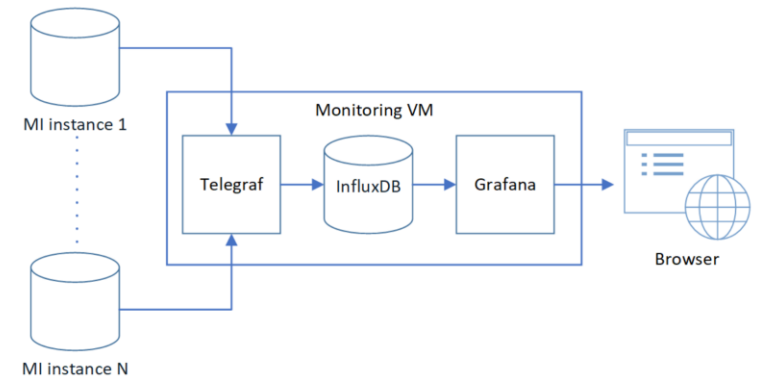 MI instance 1
Monitoring VM
Telegraf
InfluxDB
Grafana
Browser
MI instance N